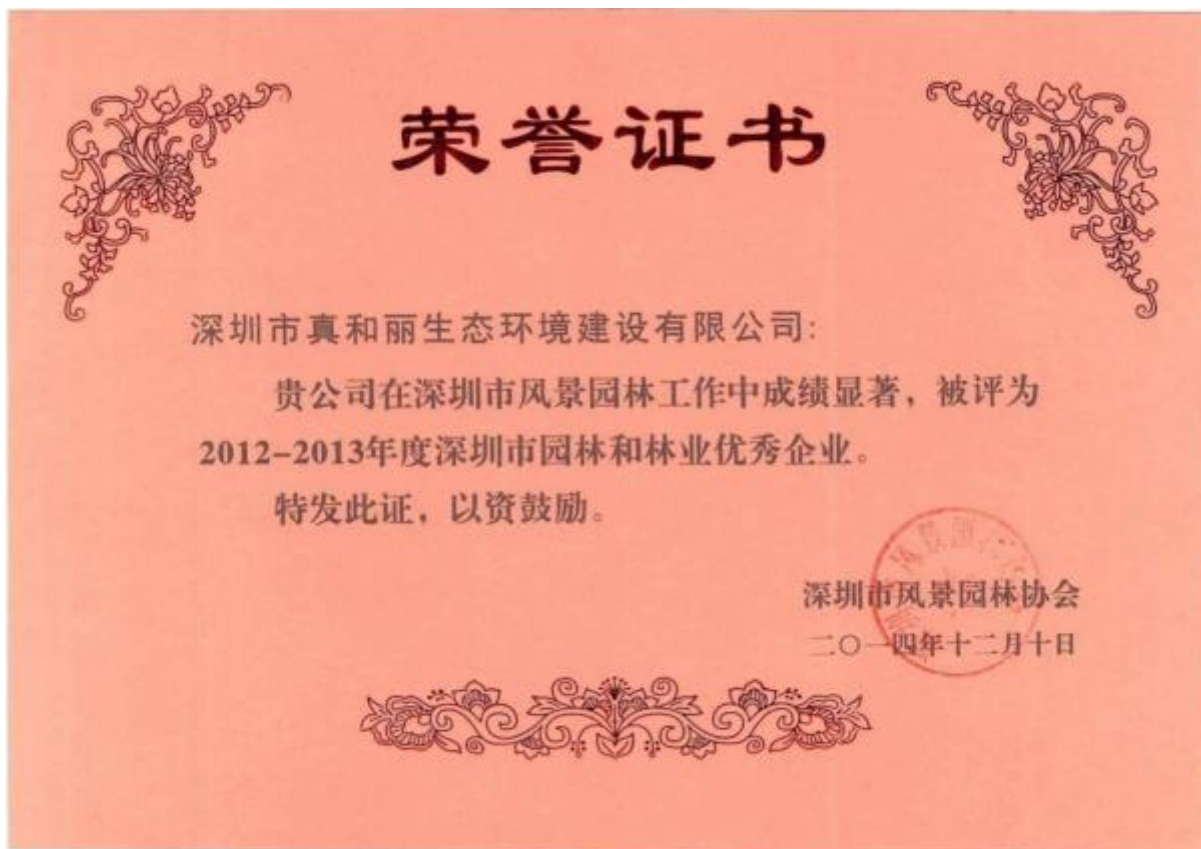 荣誉证书
深圳市真和丽生态环境建设有限公司:
贵公司在深圳市风景园林工作中成绩显著，被评为
2012-2013年度深圳市园林和林业优秀企业。
特发此证，以资鼓励。
深圳市风景园林协会
二〇一四年十二月十日